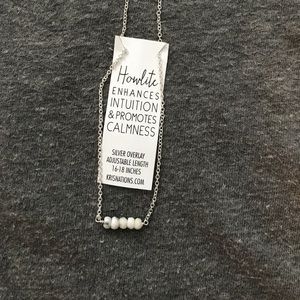 Howlite
ENHANCES
INTUITION
& PROMOTES
CALMNESS
SILVER OVERLAY
ADJUSTABLE LENGTH
16-18 INCHES
KRISNATIONS.COM